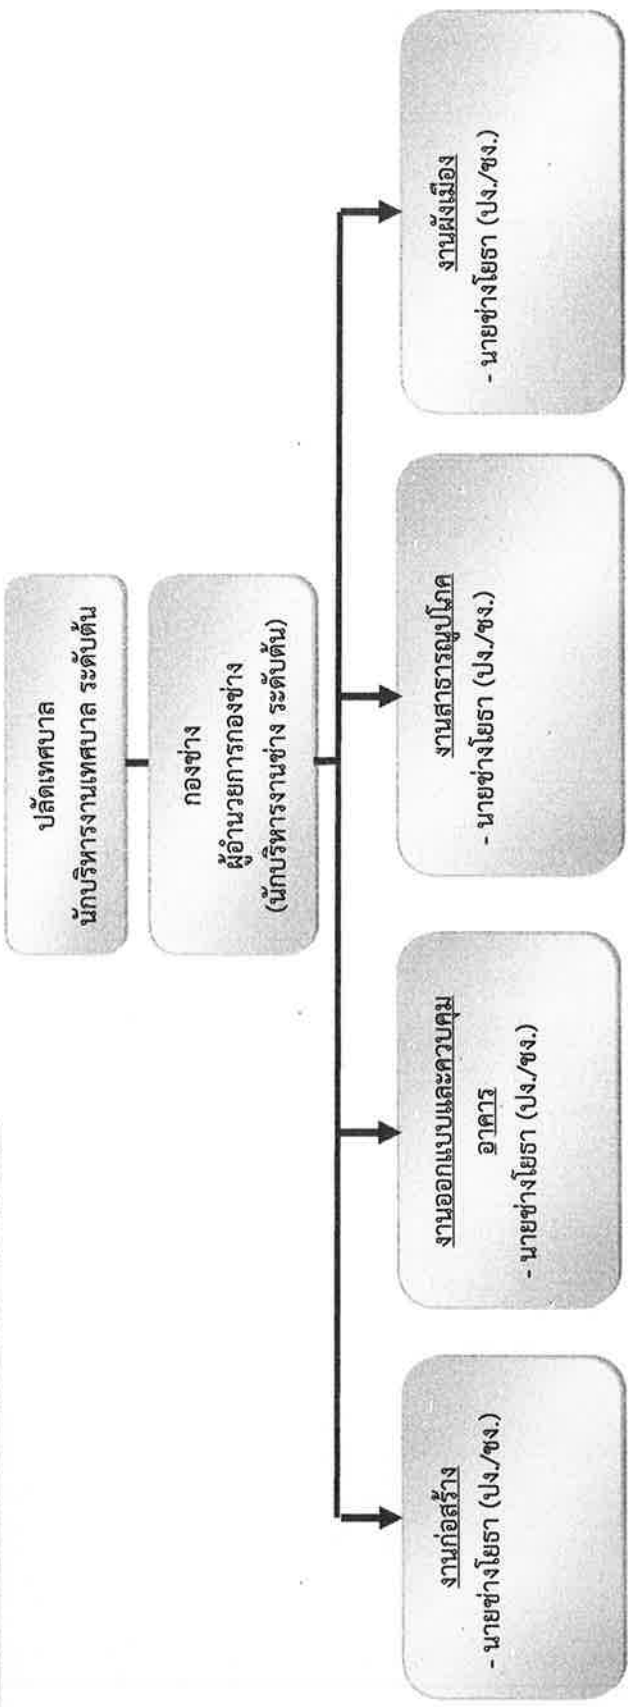 ปลัดเทศบาล
นักบริหารงานเทศบาล ระดับต้น
กองช่าง
ผู้อำนวยการกองช่าง
(นักบริหารงานช่าง ระดับต้น)
งานก่อสร้าง
- นายช่างโยธา (ปง./ชง.)
งานออกแบบและควบคุม
อาคาร
- นายช่างโยธา (ปง./ชง.)
งานสาธารณูปโภค
- นายช่างโยธา (ปง./ชง.)
งานผังเมือง
- นายช่างโยธา (ปง./ชง.)